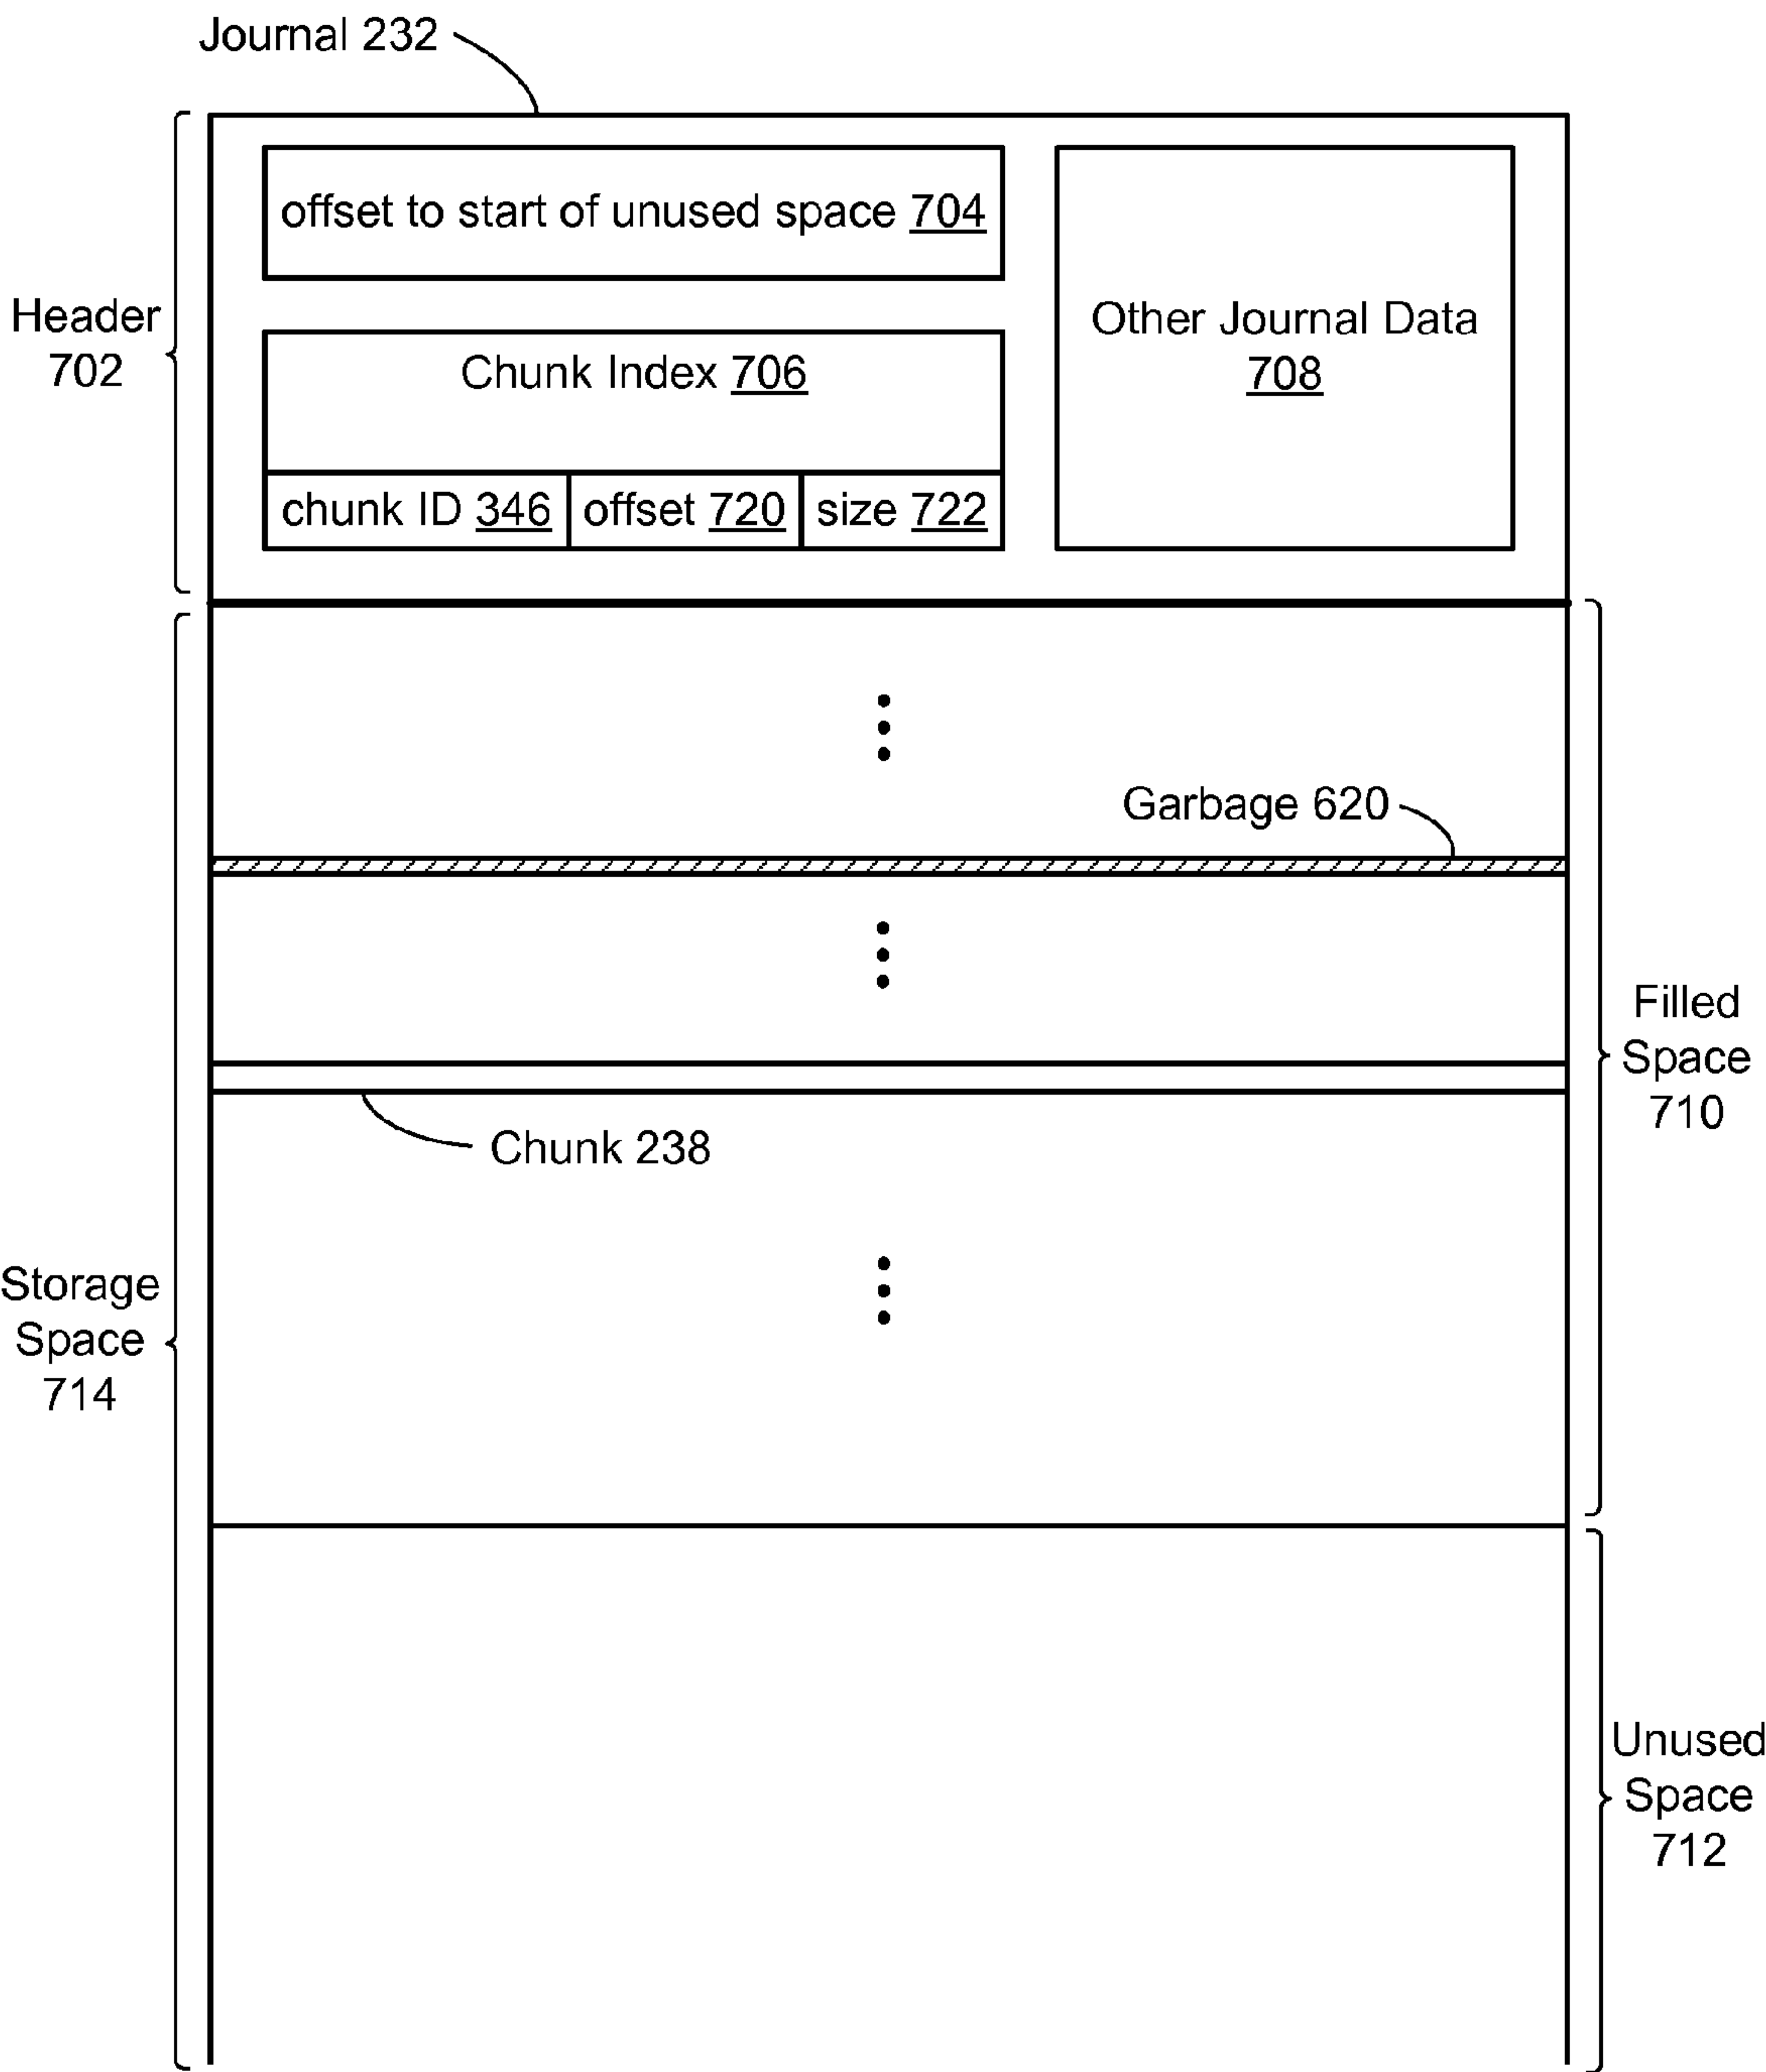 Journal 232
offset to start of unused space 704
Header
702
Chunk Index 706
chunk ID 346 offset 720 size 722
Other Journal Data
708
Garbage 620
Filled
Space
710
Chunk 238
Storage
Space
714
Unused
Space
712